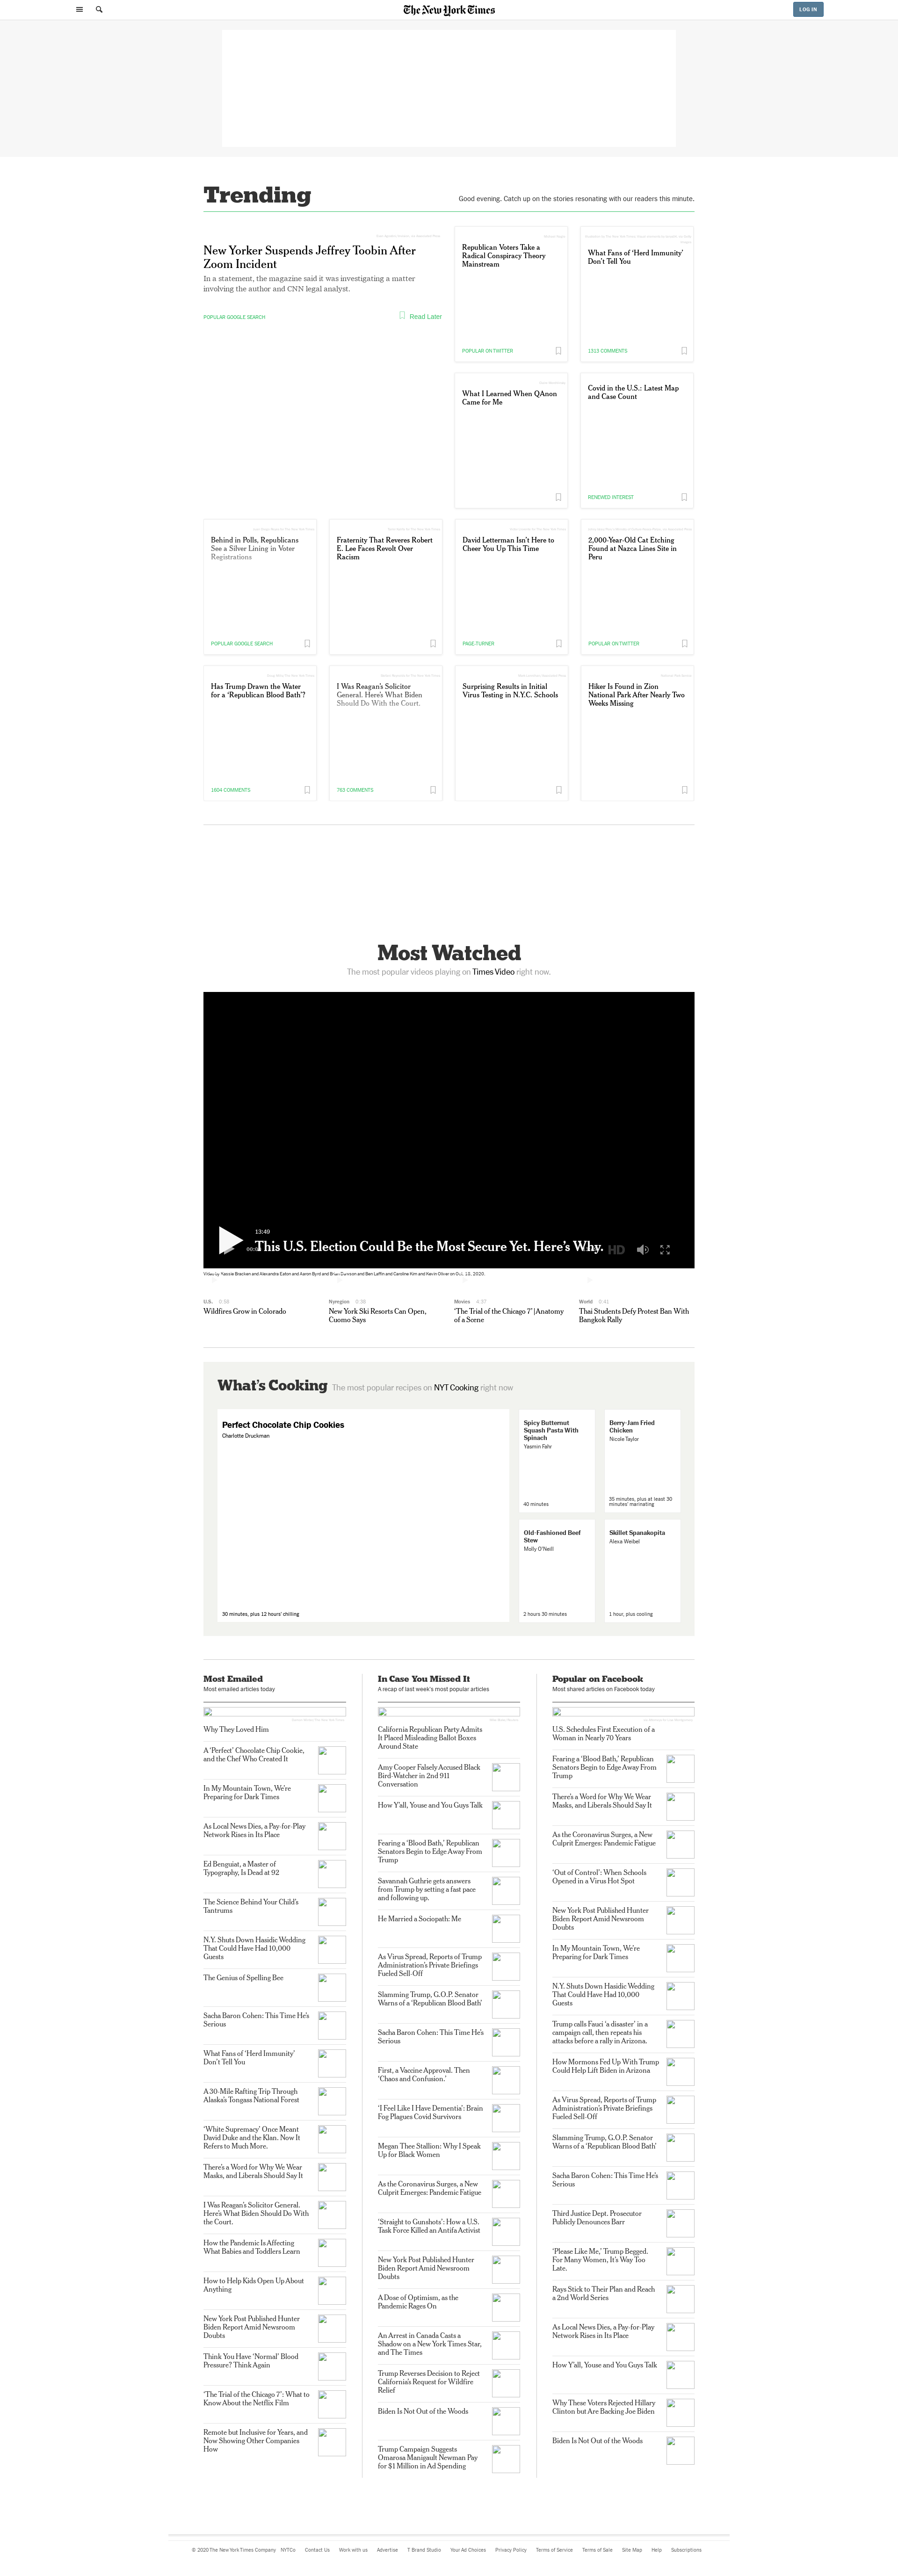 The New York Times
LOG IN
Trending
Good evening. Catch up on the stories resonating with our readers this minute.
New Yorker Suspends Jeffrey Toobin After
Zoom Incident
In a statement, the magazine said it was investigating a matter
involving the author and CNN legal analyst.
POPULAR GOOGLE SEARCH
Read Later
Republican Voters Take a
Radical Conspiracy Theory
Mainstream
POPULAR ON TWITTER
What Fans of ‘Herd Immunity’
Don’t Tell You
1313 COMMENTS
What I Learned When QAnon
Came for Me
Covid in the U.S.: Latest Map
and Case Count
RENEWED INTEREST
Behind in Polls, Republicans
See a Silver Lining in Voter
Registrations
POPULAR GOOGLE SEARCH
Fraternity That Reveres Robert
E. Lee Faces Revolt Over
Racism
David Letterman Isn’t Here to
Cheer You Up This Time
PAGE-TURNER
2,000-Year-Old Cat Etching
Found at Nazca Lines Site in
Peru
POPULAR ON TWITTER
Has Trump Drawn the Water
for a ‘Republican Blood Bath’?
1604 COMMENTS
I Was Reagan’s Solicitor
General. Here’s What Biden
Should Do With the Court.
763 COMMENTS
Surprising Results in Initial
Virus Testing in N.Y.C. Schools
Hiker Is Found in Zion
National Park After Nearly Two
Weeks Missing
Most Watched
The most popular videos playing on Times Video right now.
13:40
This U.S. Election Could Be the Most Secure Yet. Here’s Why.
HD
U.S. 0:58
Wildfires Grow in Colorado
Nyregion 0:38
New York Ski Resorts Can Open,
Cuomo Says
Movies 4:37
‘The Trial of the Chicago 7’ | Anatomy
of a Scene
World 0:41
Thai Students Defy Protest Ban With
Bangkok Rally
What’s Cooking The most popular recipes on NYT Cooking right now
Perfect Chocolate Chip Cookies
Charlotte Druckman
30 minutes, plus 12 hours’ chilling
Spicy Butternut
Squash Pasta With
Spinach
Yasmin Fahr
40 minutes
Berry-Jam Fried
Chicken
Nicole Taylor
35 minutes, plus at least 30
minutes’ marinating
Old-Fashioned Beef
Stew
Molly O'Neill
2 hours 30 minutes
Skillet Spanakopita
Alexa Weibel
1 hour, plus cooling
Most Emailed
Most emailed articles today
Why They Loved Him
A ‘Perfect’ Chocolate Chip Cookie,
and the Chef Who Created It
In My Mountain Town, We’re
Preparing for Dark Times
As Local News Dies, a Pay-for-Play
Network Rises in Its Place
Ed Benguiat, a Master of
Typography, Is Dead at 92
The Science Behind Your Child’s
Tantrums
N.Y. Shuts Down Hasidic Wedding
That Could Have Had 10,000
Guests
The Genius of Spelling Bee
Sacha Baron Cohen: This Time He’s
Serious
What Fans of ‘Herd Immunity’
Don’t Tell You
A 30-Mile Rafting Trip Through
Alaska’s Tongass National Forest
‘White Supremacy’ Once Meant
David Duke and the Klan. Now It
Refers to Much More.
There’s a Word for Why We Wear
Masks, and Liberals Should Say It
I Was Reagan’s Solicitor General.
Here’s What Biden Should Do With
the Court.
How the Pandemic Is Affecting
What Babies and Toddlers Learn
How to Help Kids Open Up About
Anything
New York Post Published Hunter
Biden Report Amid Newsroom
Doubts
Think You Have ‘Normal’ Blood
Pressure? Think Again
‘The Trial of the Chicago 7’: What to
Know About the Netflix Film
Remote but Inclusive for Years, and
Now Showing Other Companies
How
In Case You Missed It
A recap of last week’s most popular articles
California Republican Party Admits
It Placed Misleading Ballot Boxes
Around State
Amy Cooper Falsely Accused Black
Bird-Watcher in 2nd 911
Conversation
How Y’all, Youse and You Guys Talk
Fearing a ‘Blood Bath,’ Republican
Senators Begin to Edge Away From
Trump
Savannah Guthrie gets answers
from Trump by setting a fast pace
and following up.
He Married a Sociopath: Me
As Virus Spread, Reports of Trump
Administration’s Private Briefings
Fueled Sell-Off
Slamming Trump, G.O.P. Senator
Warns of a ‘Republican Blood Bath’
Sacha Baron Cohen: This Time He’s
Serious
First, a Vaccine Approval. Then
‘Chaos and Confusion.’
‘I Feel Like I Have Dementia’: Brain
Fog Plagues Covid Survivors
Megan Thee Stallion: Why I Speak
Up for Black Women
As the Coronavirus Surges, a New
Culprit Emerges: Pandemic Fatigue
‘Straight to Gunshots’: How a U.S.
Task Force Killed an Antifa Activist
New York Post Published Hunter
Biden Report Amid Newsroom
Doubts
A Dose of Optimism, as the
Pandemic Rages On
An Arrest in Canada Casts a
Shadow on a New York Times Star,
and The Times
Trump Reverses Decision to Reject
California’s Request for Wildfire
Relief
Biden Is Not Out of the Woods
Trump Campaign Suggests
Omarosa Manigault Newman Pay
for $1 Million in Ad Spending
Popular on Facebook
Most shared articles on Facebook today
U.S. Schedules First Execution of a
Woman in Nearly 70 Years
Fearing a ‘Blood Bath,’ Republican
Senators Begin to Edge Away From
Trump
There’s a Word for Why We Wear
Masks, and Liberals Should Say It
As the Coronavirus Surges, a New
Culprit Emerges: Pandemic Fatigue
‘Out of Control’: When Schools
Opened in a Virus Hot Spot
New York Post Published Hunter
Biden Report Amid Newsroom
Doubts
In My Mountain Town, We’re
Preparing for Dark Times
N.Y. Shuts Down Hasidic Wedding
That Could Have Had 10,000
Guests
Trump calls Fauci ‘a disaster’ in a
campaign call, then repeats his
attacks before a rally in Arizona.
How Mormons Fed Up With Trump
Could Help Lift Biden in Arizona
As Virus Spread, Reports of Trump
Administration’s Private Briefings
Fueled Sell-Off
Slamming Trump, G.O.P. Senator
Warns of a ‘Republican Blood Bath’
Sacha Baron Cohen: This Time He’s
Serious
Third Justice Dept. Prosecutor
Publicly Denounces Barr
‘Please Like Me,’ Trump Begged.
For Many Women, It’s Way Too
Late.
Rays Stick to Their Plan and Reach
a 2nd World Series
As Local News Dies, a Pay-for-Play
Network Rises in Its Place
How Y’all, Youse and You Guys Talk
Why These Voters Rejected Hillary
Clinton but Are Backing Joe Biden
Biden Is Not Out of the Woods
© 2020 The New York Times Company NYTCo Contact Us Work with us Advertise T Brand Studio Your Ad Choices Privacy Policy Terms of Service Terms of Sale Site Map Help Subscriptions